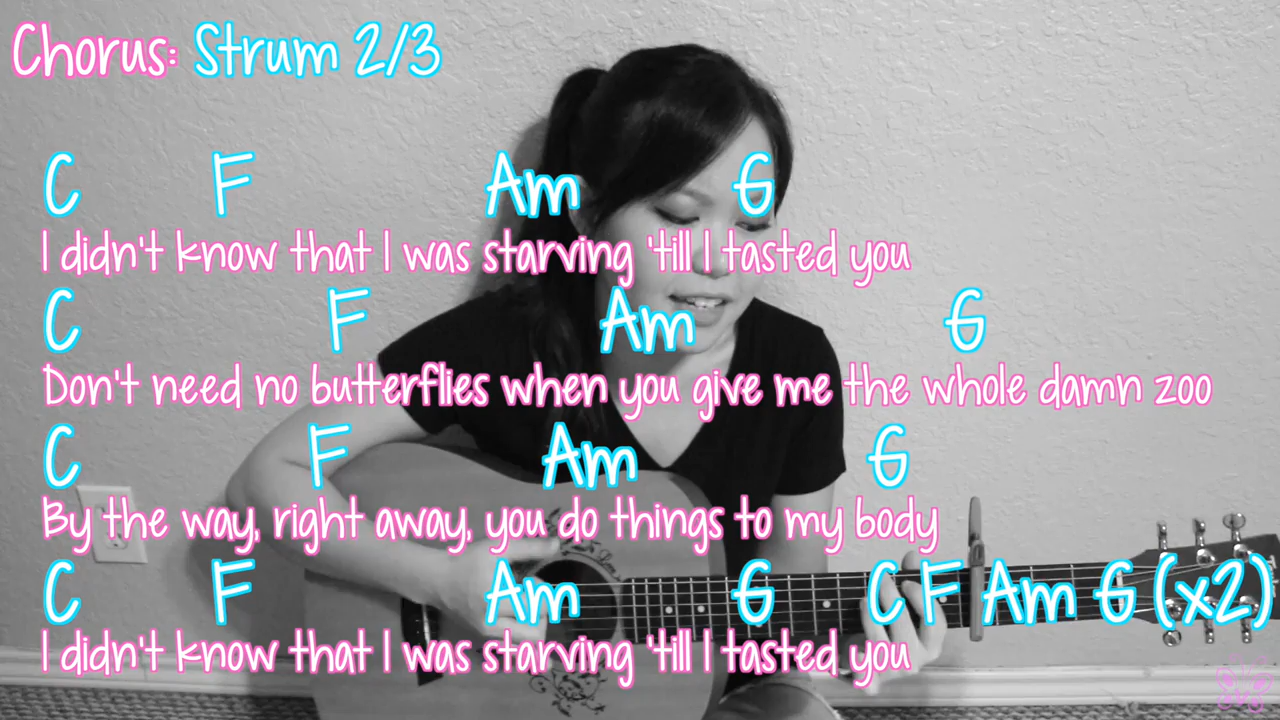 Chorus: Strum 2/3
C F Am G
I didn't know that I was starving 'till I tasted you
C F Am G
Don't need no butterflies when you give me the whole damn zoo
C F Am G
By the way, right away, you do things to my body
C F Am G C F Am G (x2)
I didn't know that I was starving 'till I tasted you